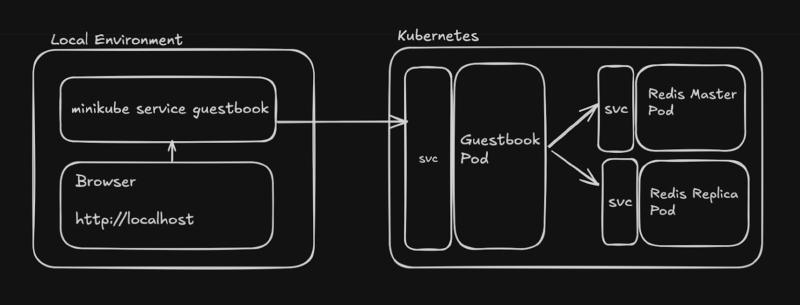 Local Environment
minikube service guestbook
Browser
http://localhost
Kubernetes
svc
Guestbook
Pod
svc
Redis Master
Pod
svc
Redis Replica
Pod